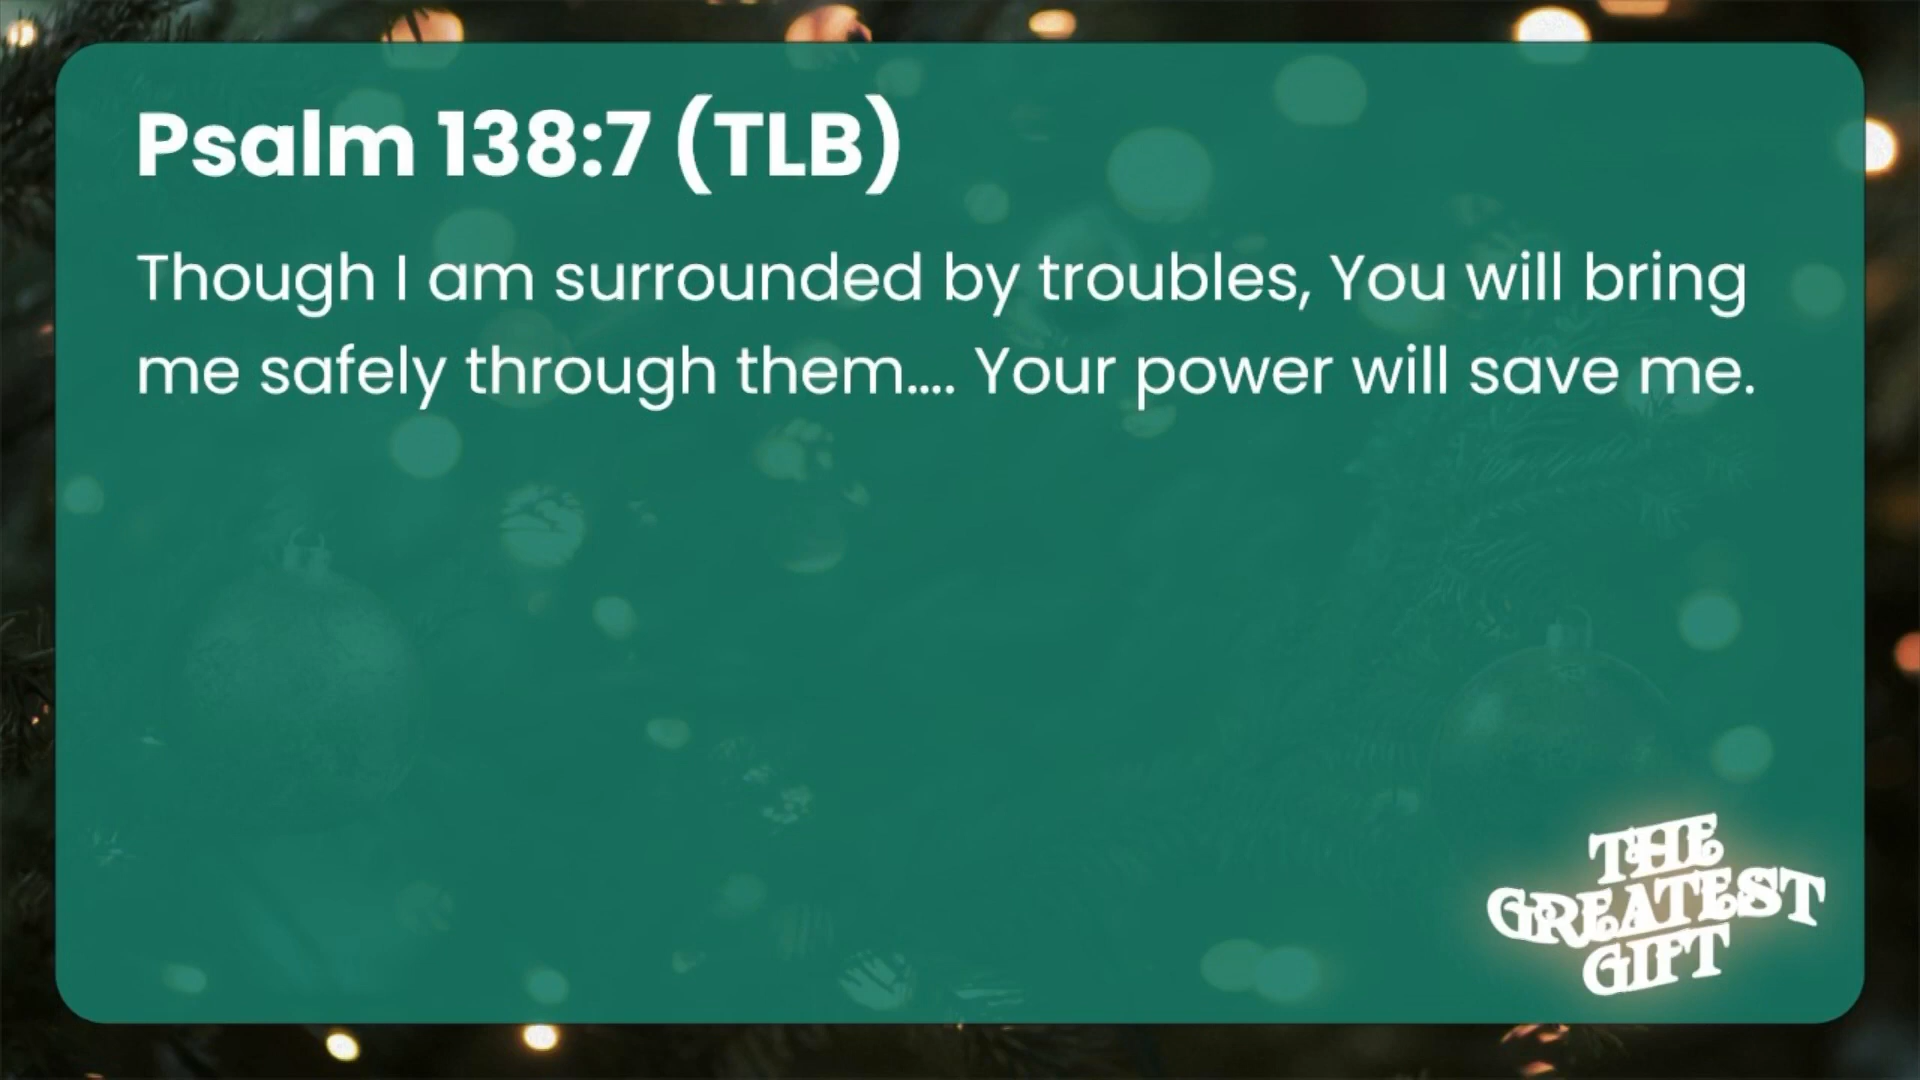 Psalm 138:7 (TLB)
Though I am surrounded by troubles, You will bring
me safely through them.... Your power will save me.
THE
GREATEST
GIFT